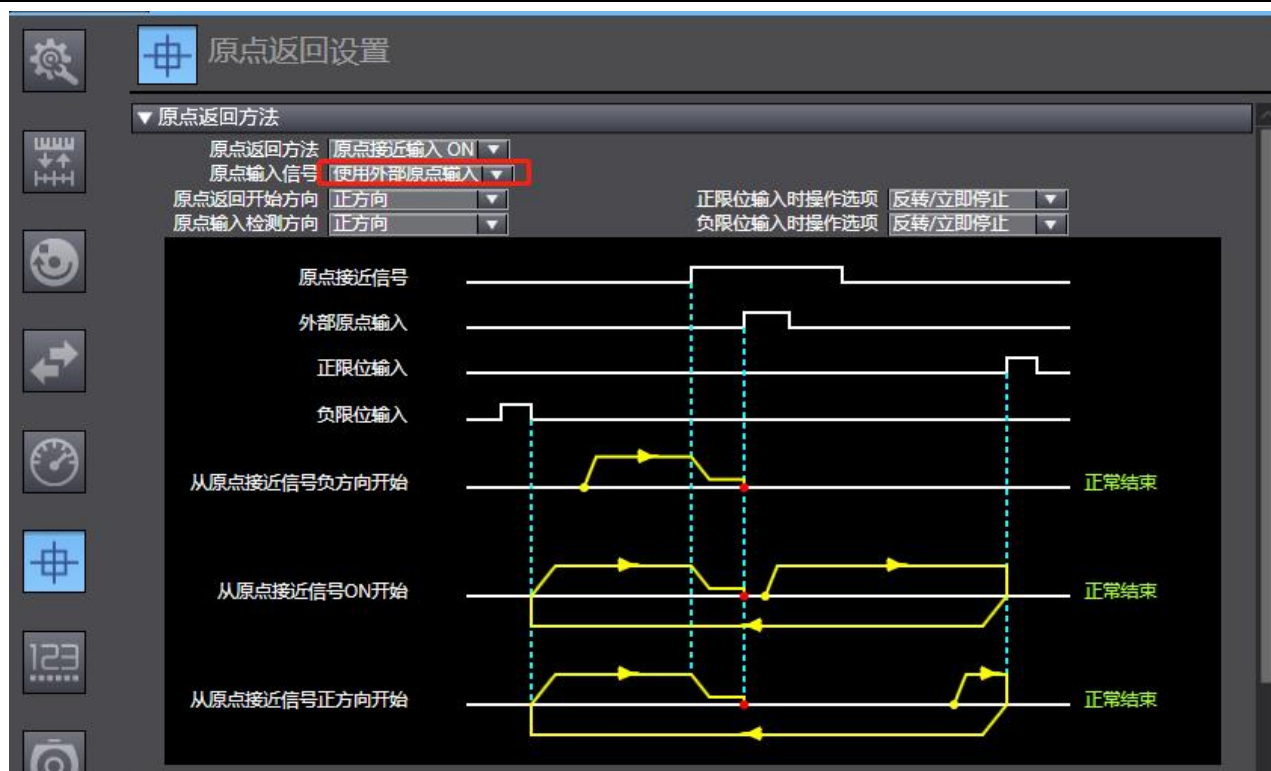 原点返回设置
▼原点返回方法
原点返回方法 原点接近输入 ON ▼
原点输入信号 使用外部原点输入 ▼
原点返回开始方向 正方向 ▼ 正限位输入时操作选项 反转/立即停止 ▼
原点输入检测方向 正方向 ▼ 负限位输入时操作选项 反转/立即停止 ▼
原点接近信号
外部原点输入
正限位输入
负限位输入
从原点接近信号负方向开始 正常结束
从原点接近信号ON开始 正常结束
123
从原点接近信号正方向开始 正常结束